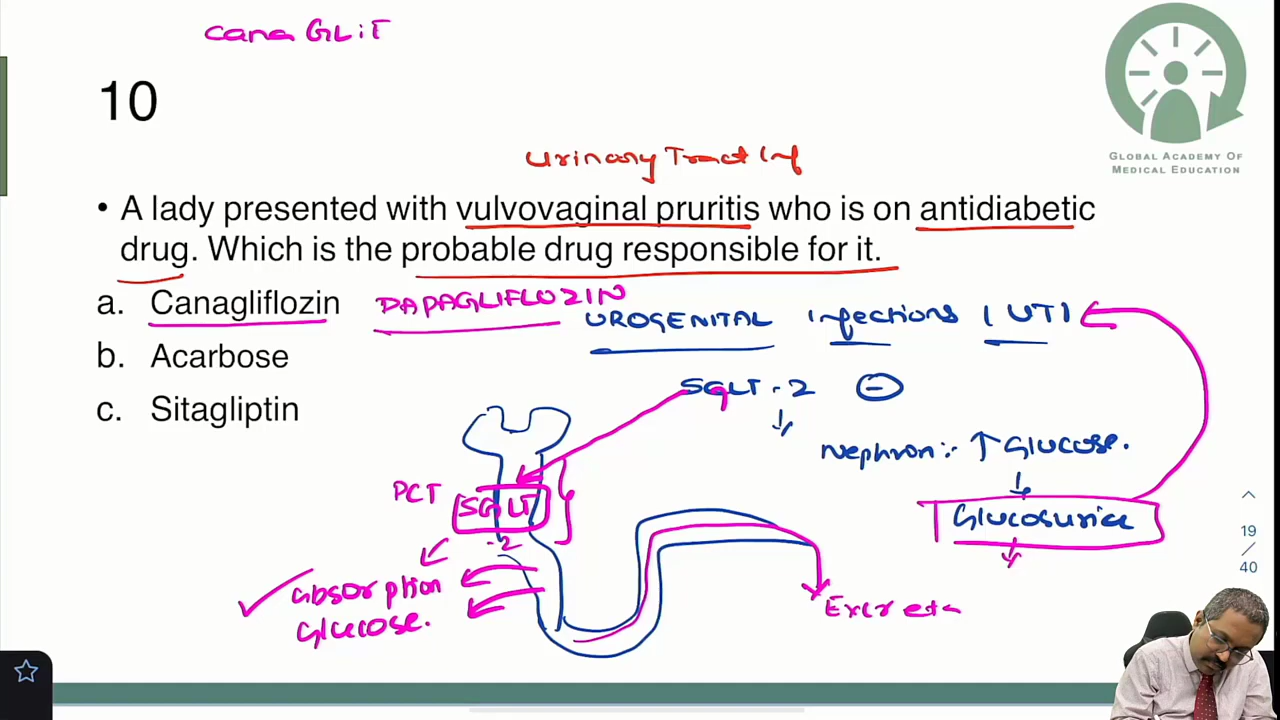 cana GLiT
10
GLOBAL ACADEMY OF
MEDICAL EDUCATION
Urinary Tract Inf
• A lady presented with vulvovaginal pruritis who is on antidiabetic
drug. Which is the probable drug responsible for it.
a. Canagliflozin
DAPAGLIFLOZIN
UROGENITAL Infections (UTI)
b. Acarbose
SGLT-2 ⊖
c. Sitagliptin
Nephron:- ↑ Glucose.
PCT
SGLT
-2
Glucosuria
absorption
glucose.
Excrete
19
/
40